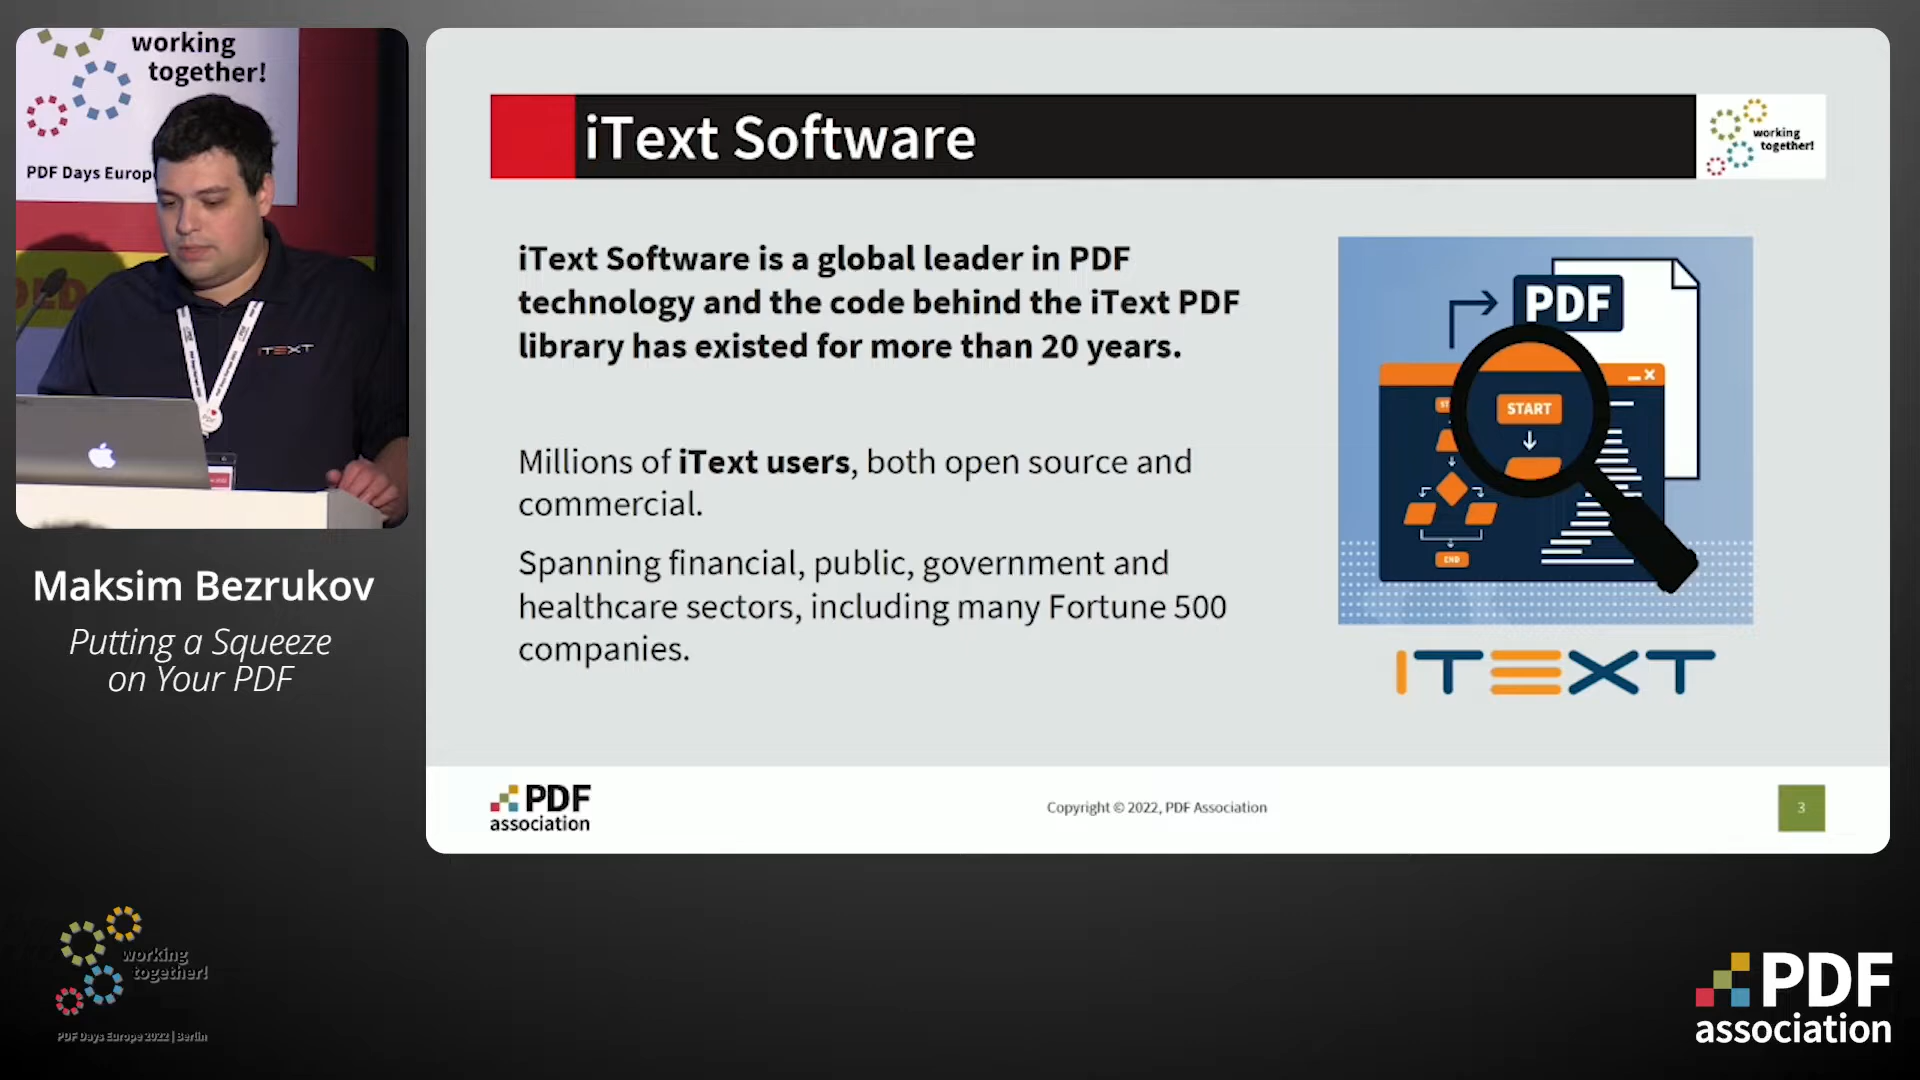 working
together!
PDF Days Europe
iTEXT
Maksim Bezrukov
Putting a Squeeze
on Your PDF
iText Software
working
together!
iText Software is a global leader in PDF
technology and the code behind the iText PDF
library has existed for more than 20 years.
Millions of iText users, both open source and
commercial.
Spanning financial, public, government and
healthcare sectors, including many Fortune 500
companies.
PDF
START
END
ITEXT
PDF
association
Copyright © 2022, PDF Association
3
working
together!
PDF Days Europe 2022 | Berlin
PDF
association